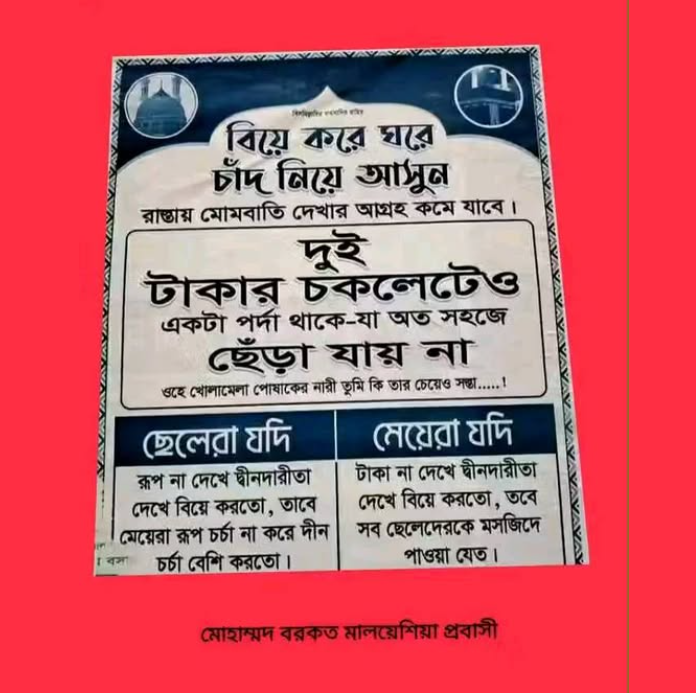 বিয়ে করে ঘরে
চাঁদ নিয়ে আসুন
রাস্তায় মোমবাতি দেখার আগ্রহ কমে যাবে।
দুই
টাকার চকলেটেও
একটা পর্দা থাকে-যা অত সহজে
ছেঁড়া যায় না
ওহে খোলামেলা পোষাকের নারী তুমি কি তার চেয়েও সস্তা.....!
ছেলেরা যদি
রূপ না দেখে দ্বীনদারীতা
দেখে বিয়ে করতো, তাবে
মেয়েরা রূপ চর্চা না করে দীন
চর্চা বেশি করতো।
মেয়েরা যদি
টাকা না দেখে দ্বীনদারীতা
দেখে বিয়ে করতো, তবে
সব ছেলেদেরকে মসজিদে
পাওয়া যেত।
মোহাম্মদ বরকত মালয়েশিয়া প্রবাসী